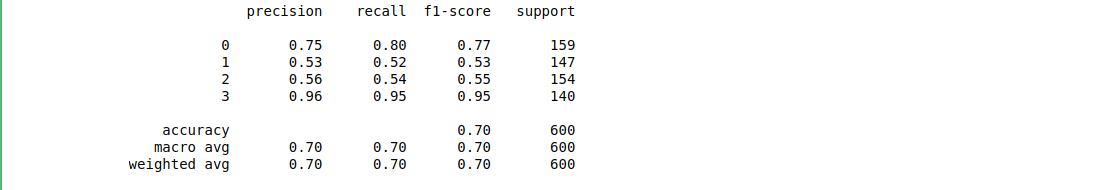 precision recall f1-score support
0 0.75 0.80 0.77 159
1 0.53 0.52 0.53 147
2 0.56 0.54 0.55 154
3 0.96 0.95 0.95 140
accuracy 0.70 600
macro avg 0.70 0.70 0.70 600
weighted avg 0.70 0.70 0.70 600